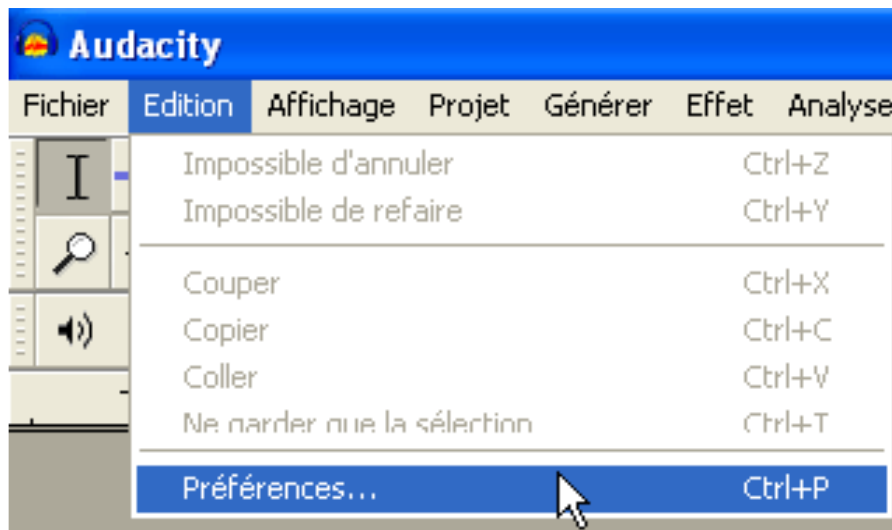 Audacity
Fichier Edition Affichage Projet Générer Effet Analyse
Impossible d'annuler Ctrl+Z
Impossible de refaire Ctrl+Y
Couper Ctrl+X
Copier Ctrl+C
Coller Ctrl+V
Ne garder que la sélection Ctrl+T
Préférences... Ctrl+P